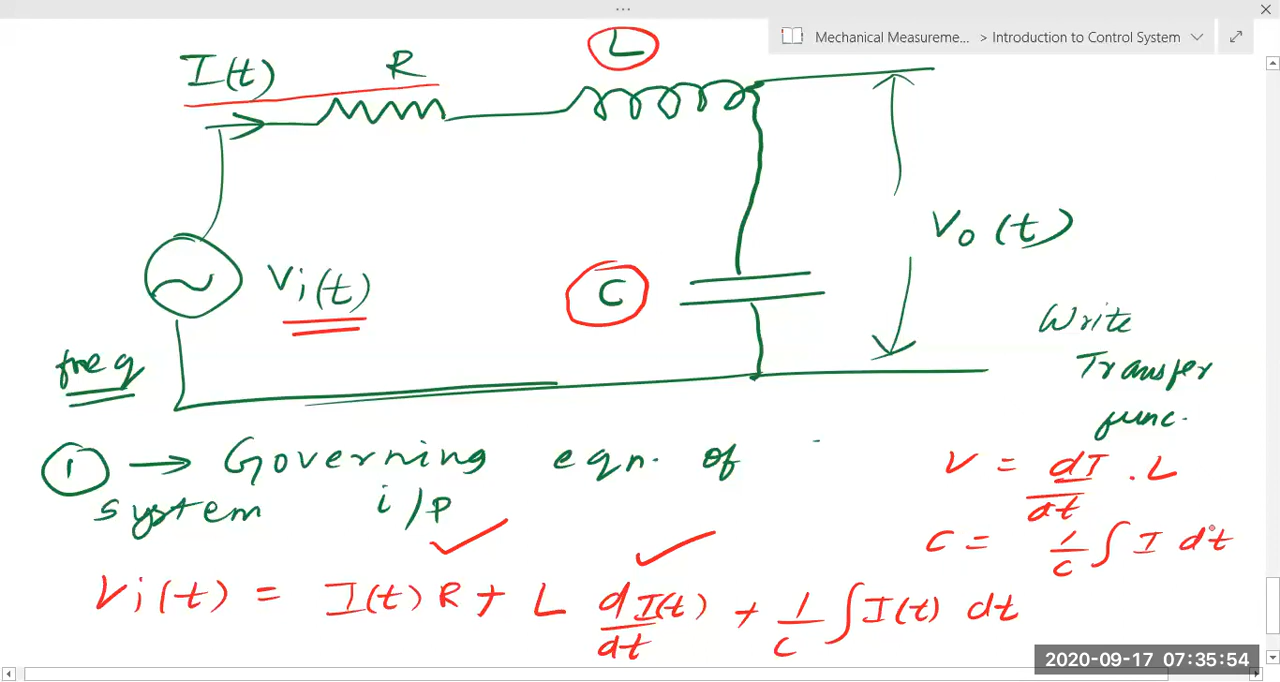 Mechanical Measureme... > Introduction to Control System
I(t) R L
Vi(t)
C
Vo(t)
freq
Write
Transfer
func.
① → Governing eqn. of
system i/p
V = dI/dt . L
C = 1/C ∫ I dt
Vi(t) = I(t) R + L dI(t)/dt + 1/C ∫ I(t) dt
2020-09-17 07:35:54